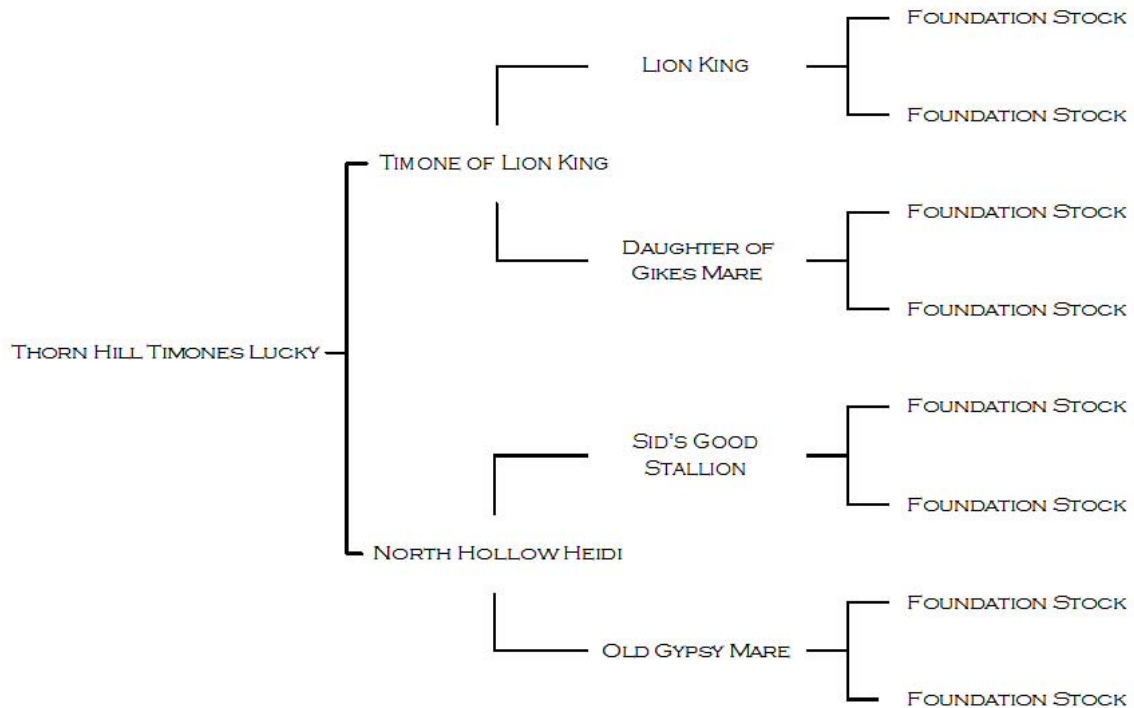 Foundation Stock
Lion King
Foundation Stock
Timone of Lion King
Foundation Stock
Daughter of
Gikes Mare
Foundation Stock
Thorn Hill Timones Lucky
Foundation Stock
Sid's Good
Stallion
Foundation Stock
North Hollow Heidi
Foundation Stock
Old Gypsy Mare
Foundation Stock